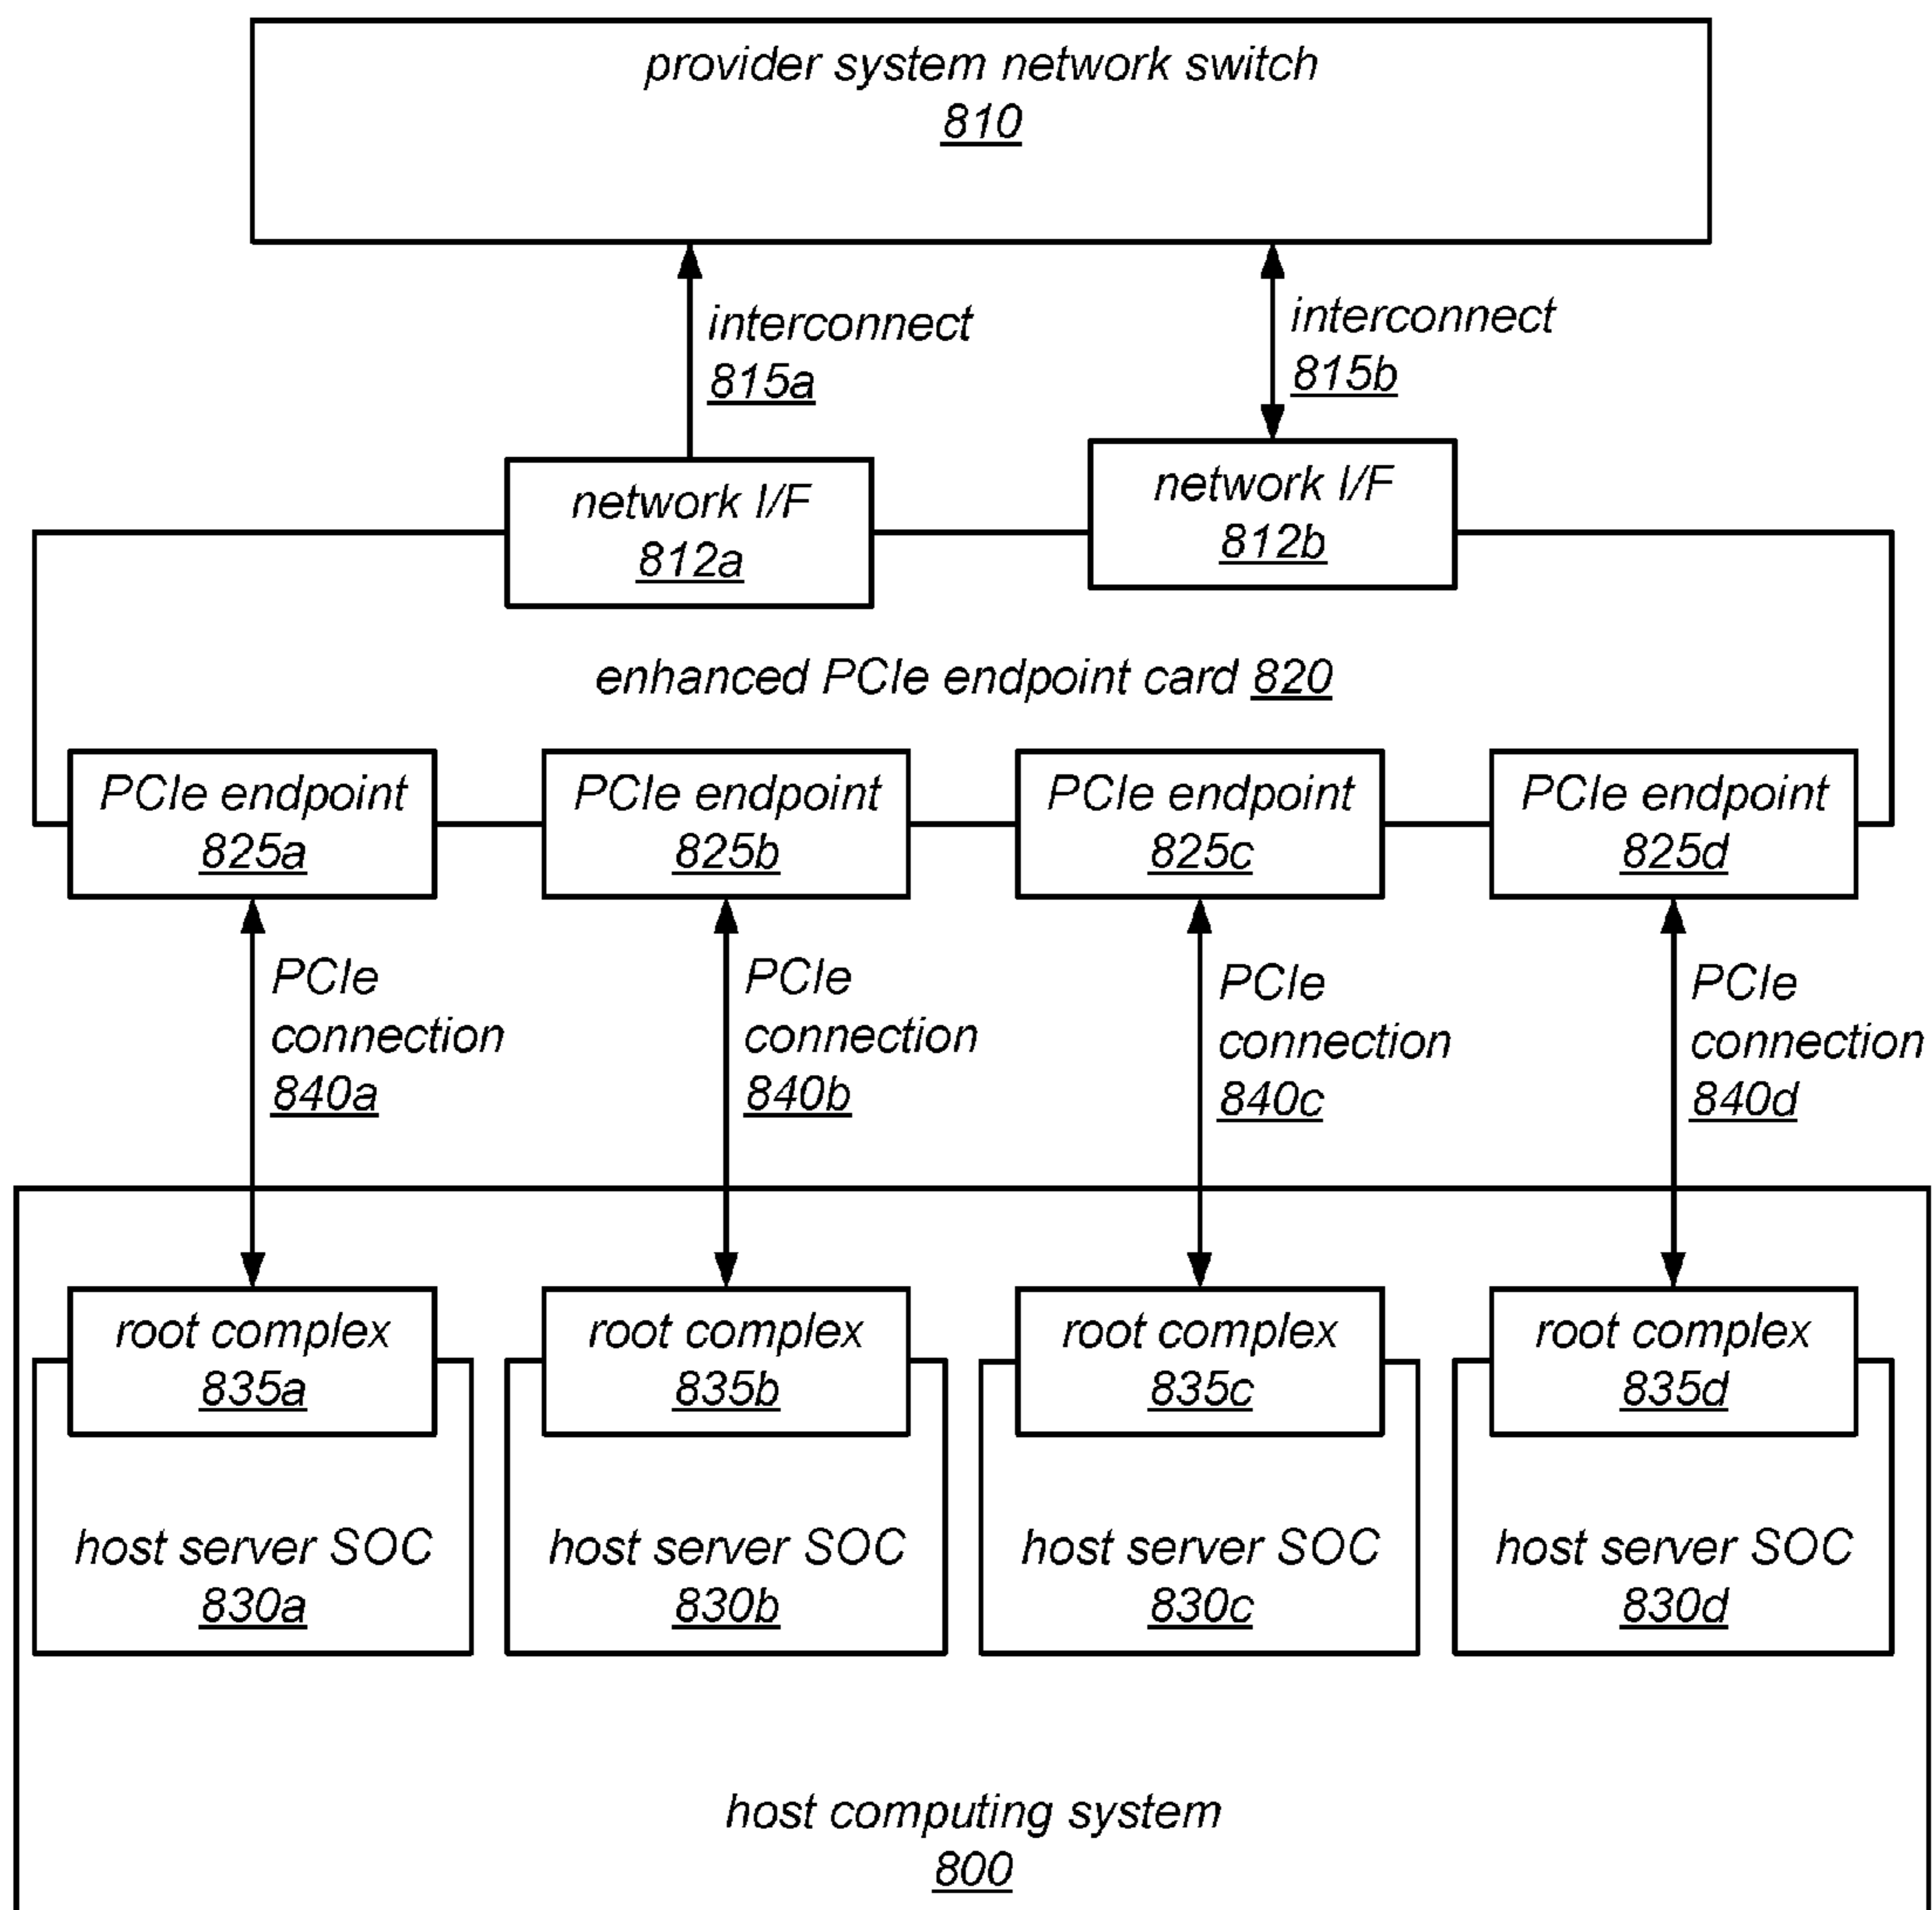 provider system network switch
810
interconnect
815a
interconnect
815b
network I/F
812a
network I/F
812b
enhanced PCIe endpoint card 820
PCIe endpoint
825a
PCIe endpoint
825b
PCIe endpoint
825c
PCIe endpoint
825d
PCIe
connection
840a
PCIe
connection
840b
PCIe
connection
840c
PCIe
connection
840d
root complex
835a
root complex
835b
root complex
835c
root complex
835d
host server SOC
830a
host server SOC
830b
host server SOC
830c
host server SOC
830d
host computing system
800